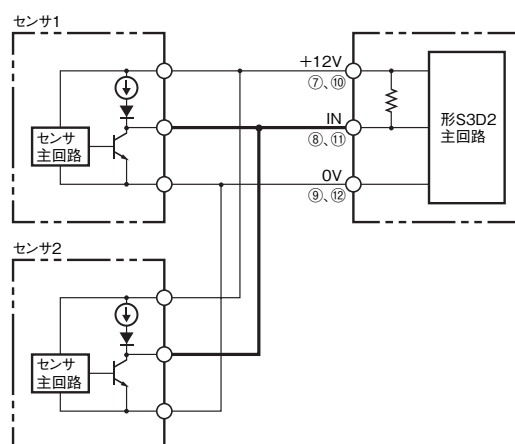 センサ1
+12V
⑦、⑩
IN
⑧、⑪
0V
⑨、⑫
センサ
主回路
形S3D2
主回路
センサ2
センサ
主回路